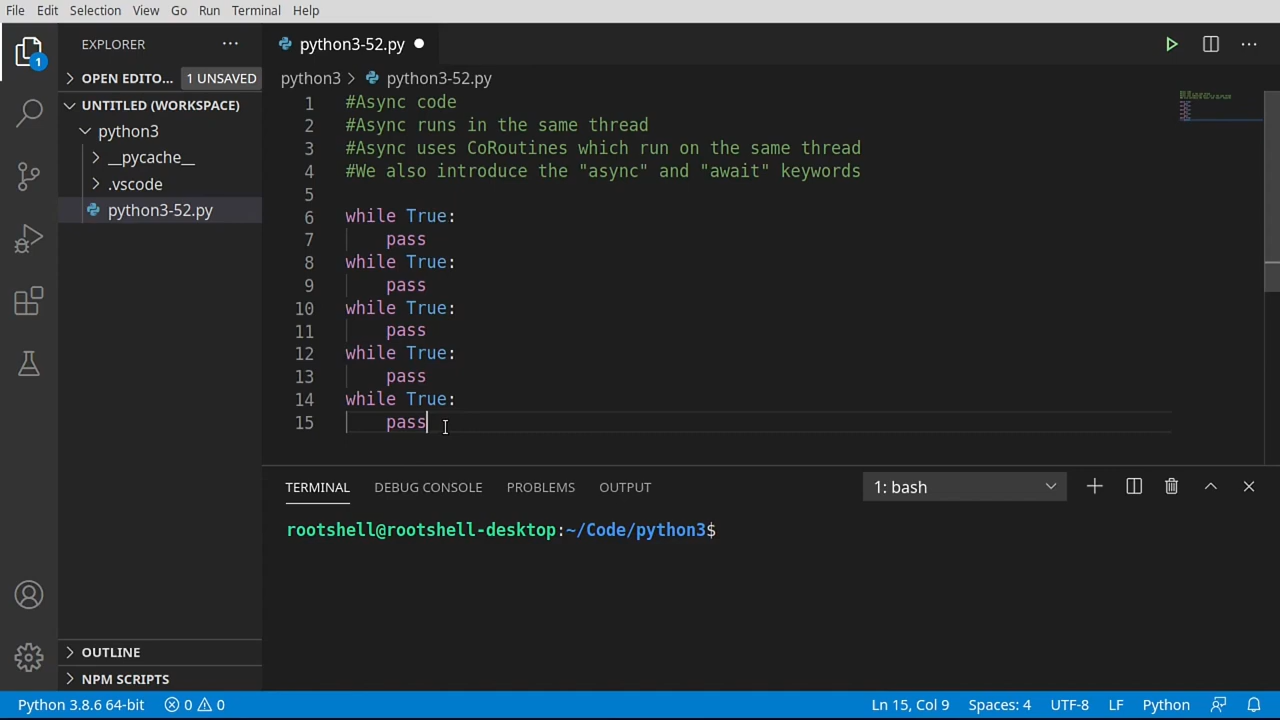 File Edit Selection View Go Run Terminal Help
EXPLORER
python3-52.py
OPEN EDITO... 1 UNSAVED
python3 > python3-52.py
UNTITLED (WORKSPACE)
python3
__pycache__
.vscode
python3-52.py
1
1 #Async code
2 #Async runs in the same thread
3 #Async uses CoRoutines which run on the same thread
4 #We also introduce the "async" and "await" keywords
5
6 while True:
7 pass
8 while True:
9 pass
10 while True:
11 pass
12 while True:
13 pass
14 while True:
15 pass
TERMINAL DEBUG CONSOLE PROBLEMS OUTPUT 1: bash
rootshell@rootshell-desktop:~/Code/python3$
OUTLINE
NPM SCRIPTS
Python 3.8.6 64-bit 0 0 Ln 15, Col 9 Spaces: 4 UTF-8 LF Python